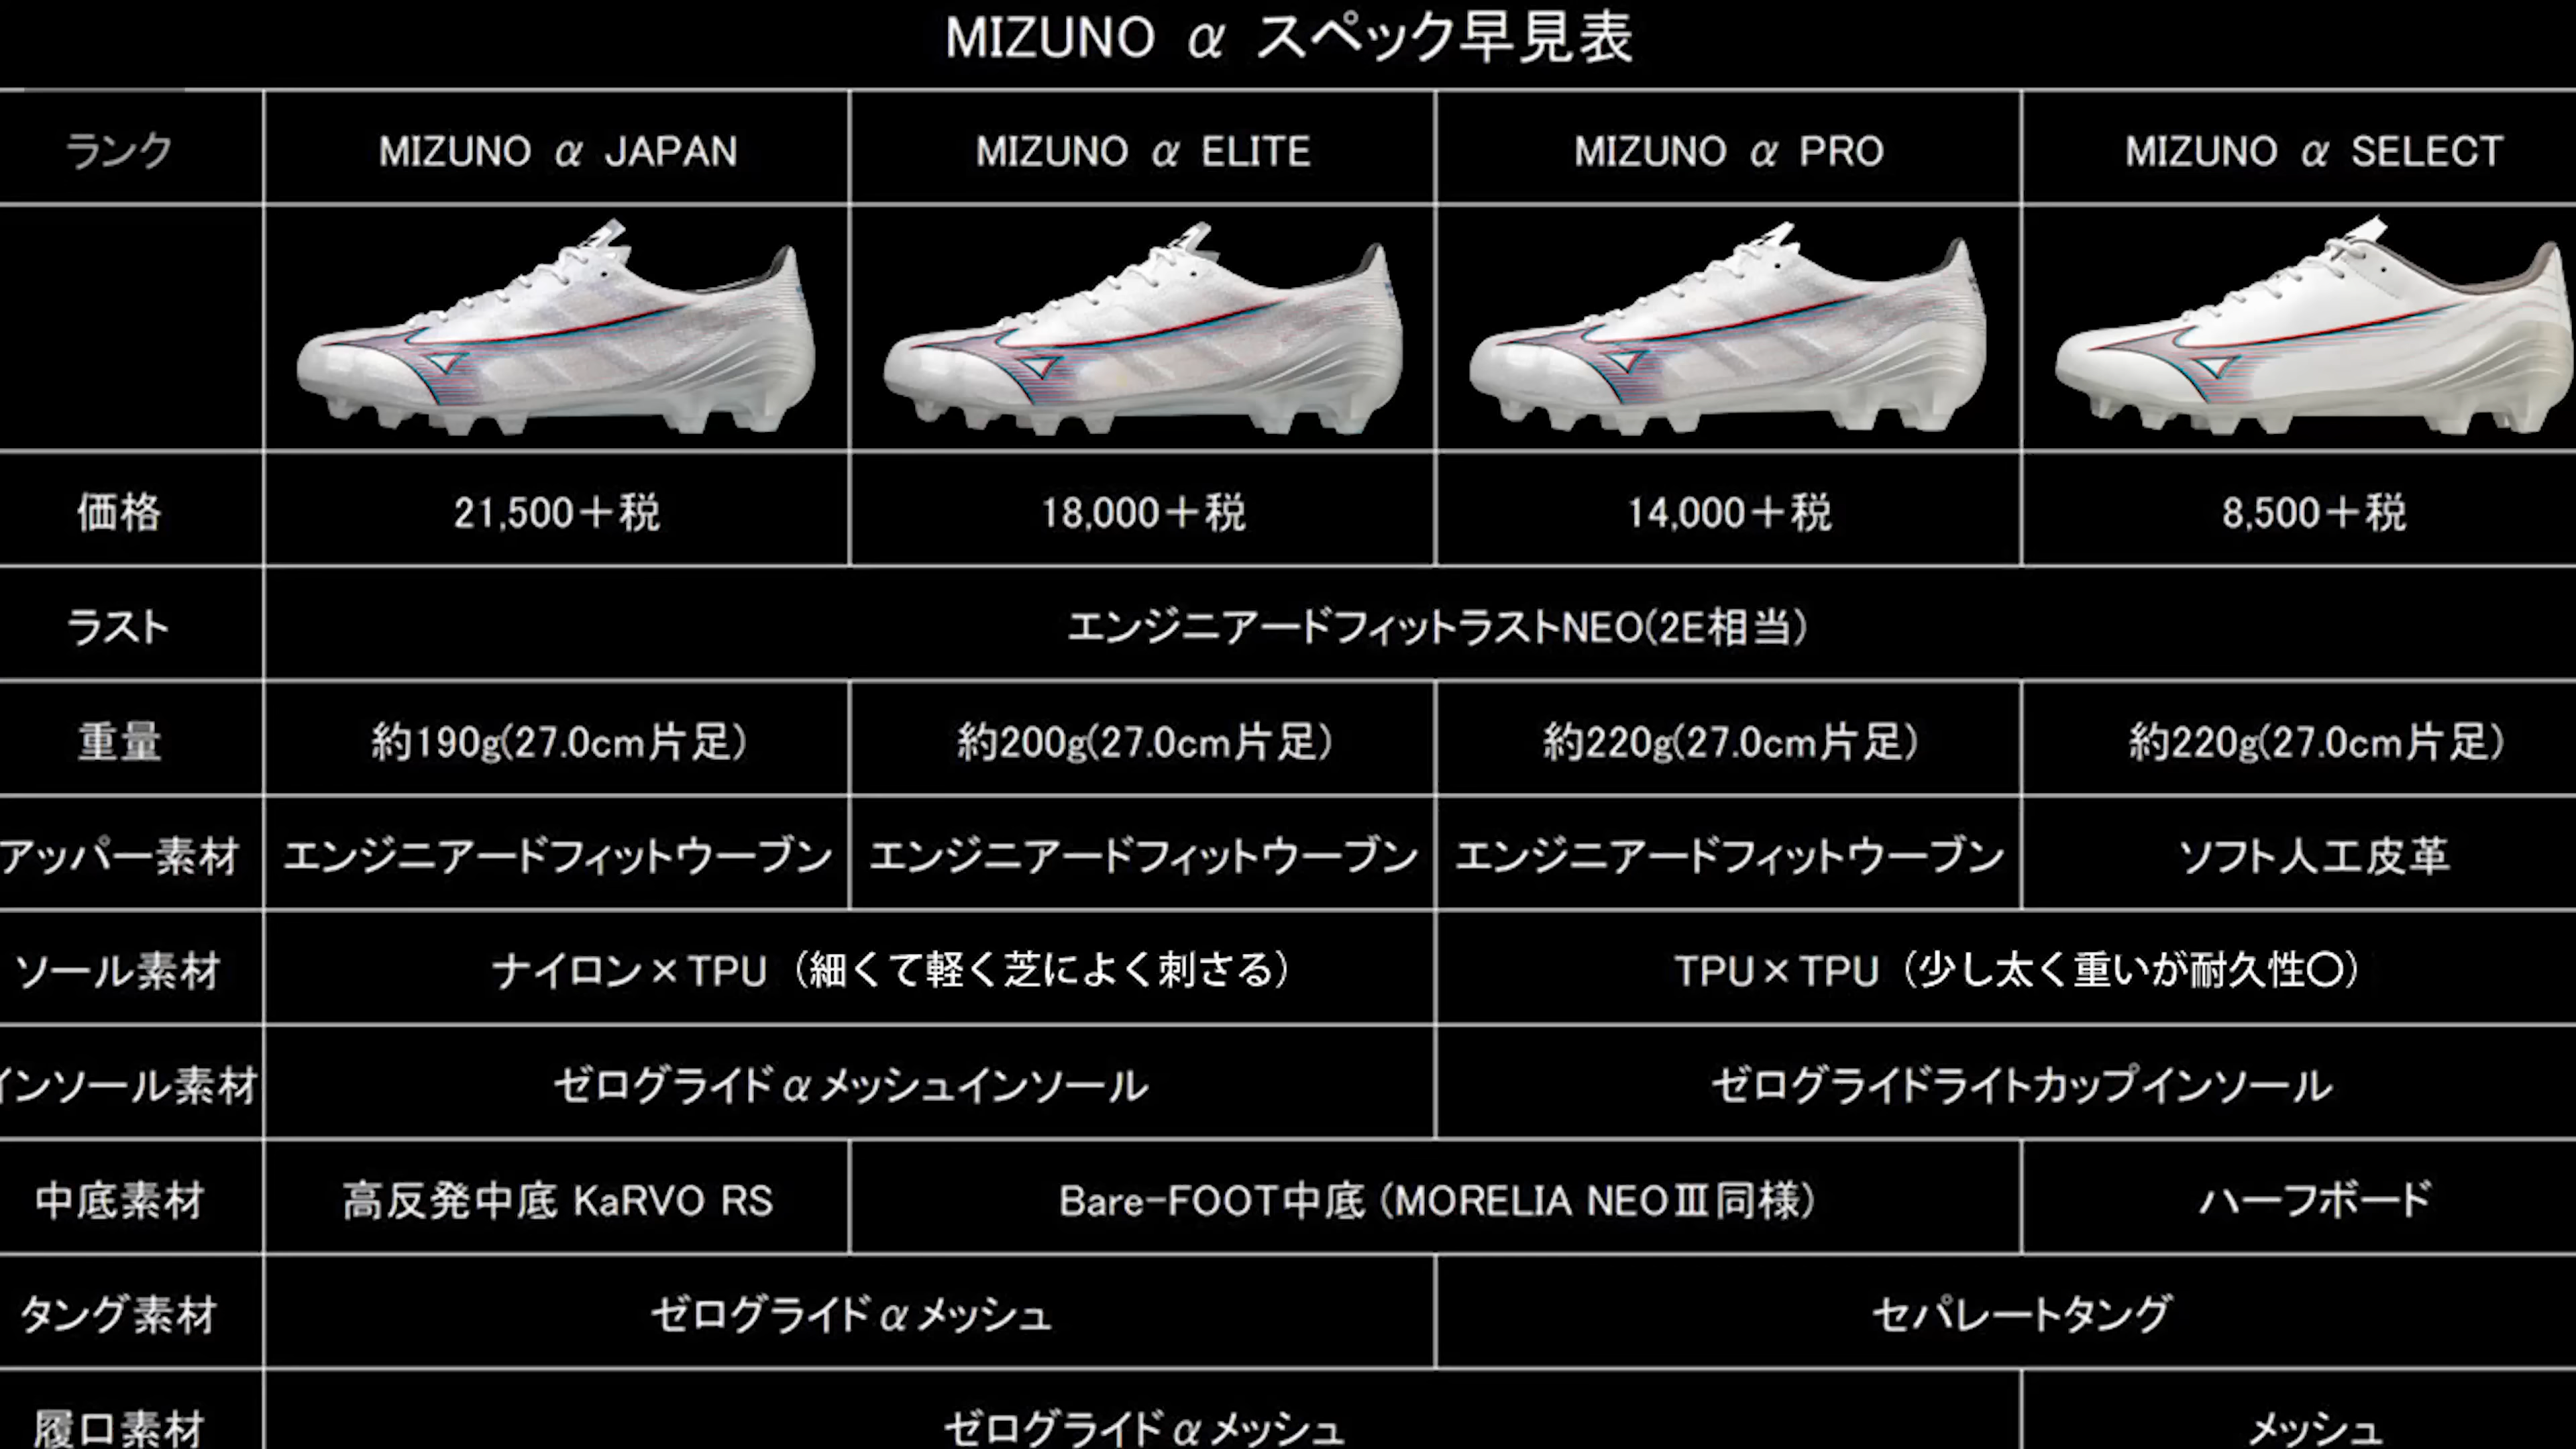 MIZUNO α スペック早見表
ランク MIZUNO α JAPAN MIZUNO α ELITE MIZUNO α PRO MIZUNO α SELECT
価格 21,500＋税 18,000＋税 14,000＋税 8,500＋税
ラスト エンジニアードフィットラストNEO(2E相当)
重量 約190g(27.0cm片足) 約200g(27.0cm片足) 約220g(27.0cm片足) 約220g(27.0cm片足)
アッパー素材 エンジニアードフィットウーブン エンジニアードフィットウーブン エンジニアードフィットウーブン ソフト人工皮革
ソール素材 ナイロン×TPU（細くて軽く芝によく刺さる） TPU×TPU（少し太く重いが耐久性〇）
インソール素材 ゼログライドαメッシュインソール ゼログライドライトカップインソール
中底素材 高反発中底 KaRVO RS Bare-FOOT中底 (MORELIA NEOⅢ同様) ハーフボード
タング素材 ゼログライドαメッシュ セパレートタング
履口素材 ゼログライドαメッシュ メッシュ